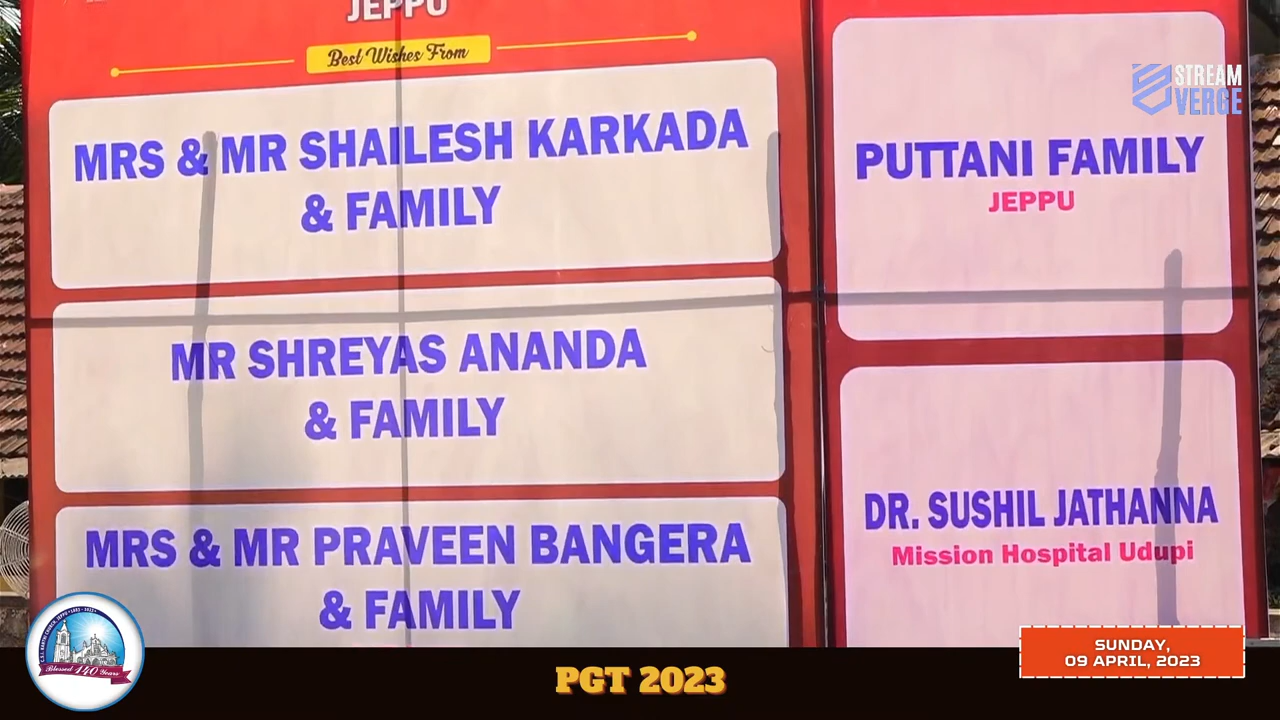 JEPPU
Best Wishes From
MRS & MR SHAILESH KARKADA
& FAMILY
MR SHREYAS ANANDA
& FAMILY
MRS & MR PRAVEEN BANGERA
& FAMILY
PUTTANI FAMILY
JEPPU
DR. SUSHIL JATHANNA
Mission Hospital Udupi
STREAM
VERGE
Blessed 140 Years
PGT 2023
SUNDAY,
09 APRIL, 2023